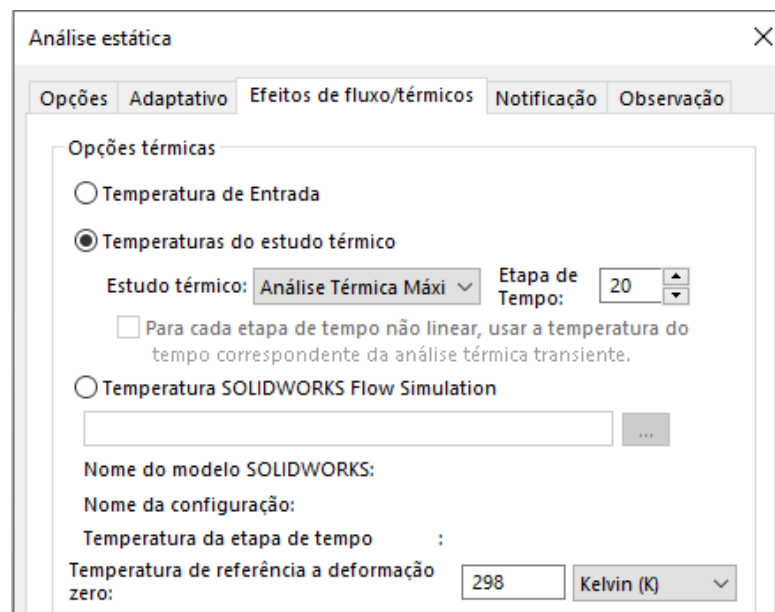 Análise estática
Opções Adaptativo Efeitos de fluxo/térmicos Notificação Observação
Opções térmicas
Temperatura de Entrada
Temperaturas do estudo térmico
Estudo térmico: Análise Térmica Máxi Etapa de Tempo: 20
Para cada etapa de tempo não linear, usar a temperatura do
tempo correspondente da análise térmica transiente.
Temperatura SOLIDWORKS Flow Simulation
...
Nome do modelo SOLIDWORKS:
Nome da configuração:
Temperatura da etapa de tempo :
Temperatura de referência a deformação
zero: 298 Kelvin (K)